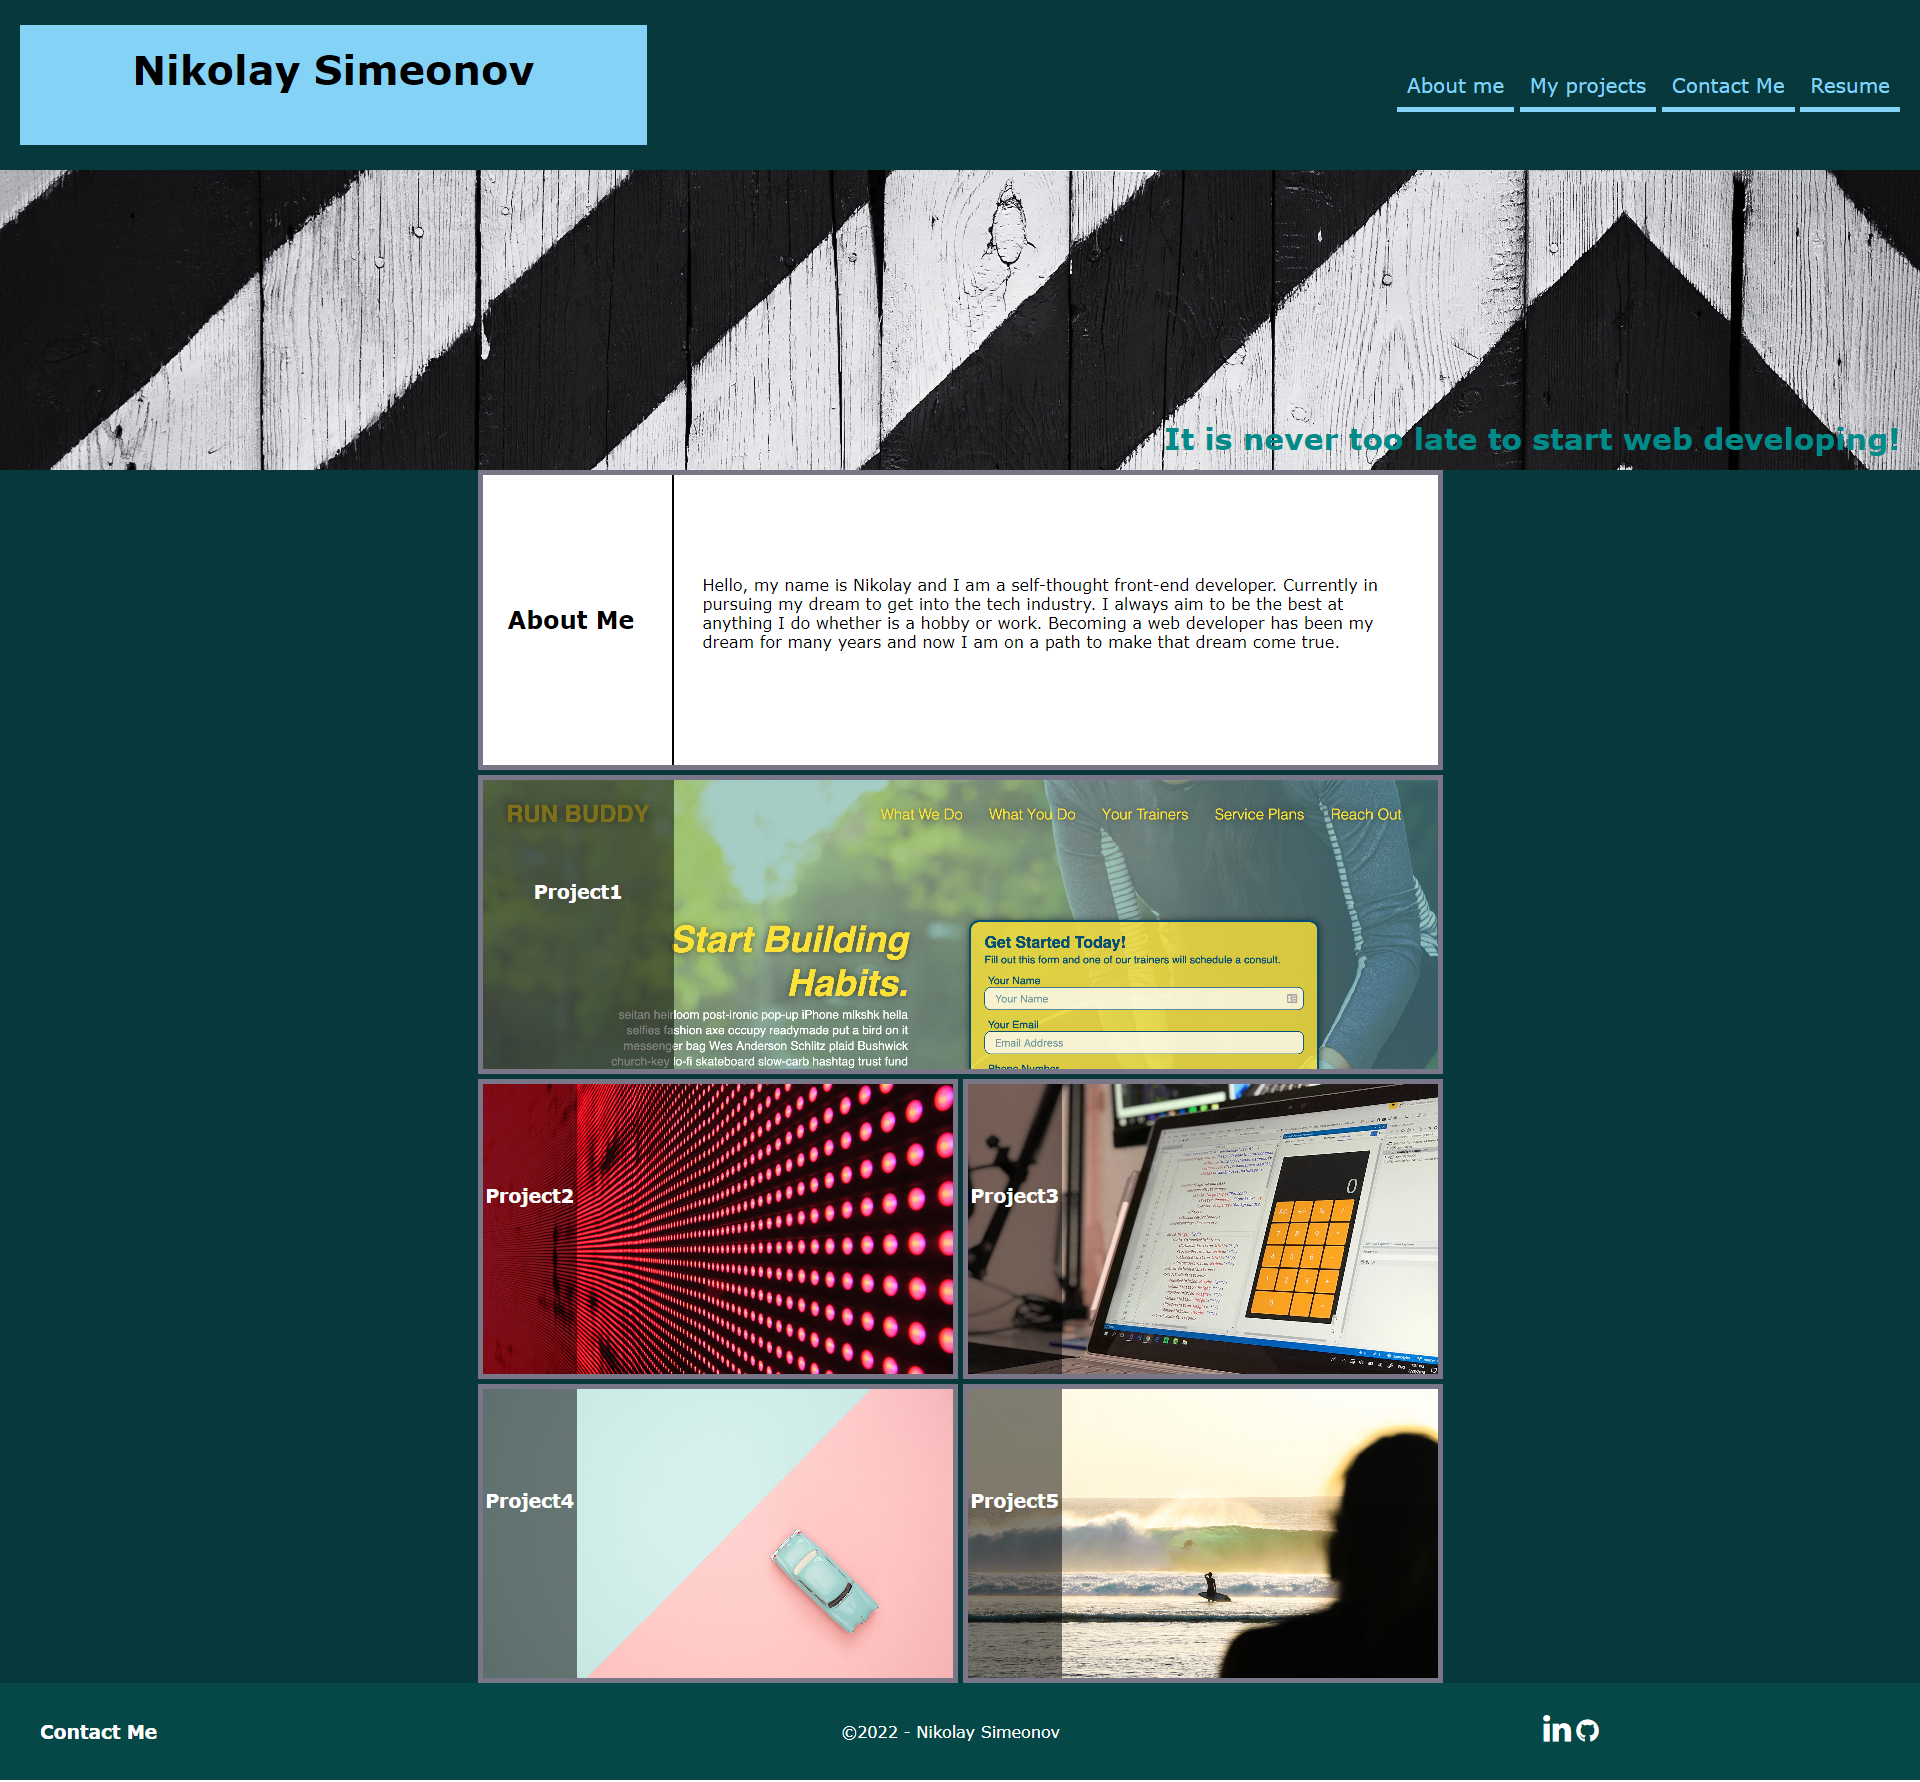 Nikolay Simeonov
About me My projects Contact Me Resume
It is never too late to start web developing!
About Me
Hello, my name is Nikolay and I am a self-thought front-end developer. Currently in
pursuing my dream to get into the tech industry. I always aim to be the best at
anything I do whether is a hobby or work. Becoming a web developer has been my
dream for many years and now I am on a path to make that dream come true.
RUN BUDDY
What We Do What You Do Your Trainers Service Plans Reach Out
Project1
Start Building
Habits.
seitan heirloom post-ironic pop-up iPhone mlkshk hella
selfies fashion axe occupy readymade put a bird on it
messenger bag Wes Anderson Schlitz plaid Bushwick
church-key lo-fi skateboard slow-carb hashtag trust fund
Get Started Today!
Fill out this form and one of our trainers will schedule a consult.
Your Name
Your Name
Your Email
Email Address
Phone Number
Project2
Project3
0
Project4
Project5
Contact Me
©2022 - Nikolay Simeonov
in